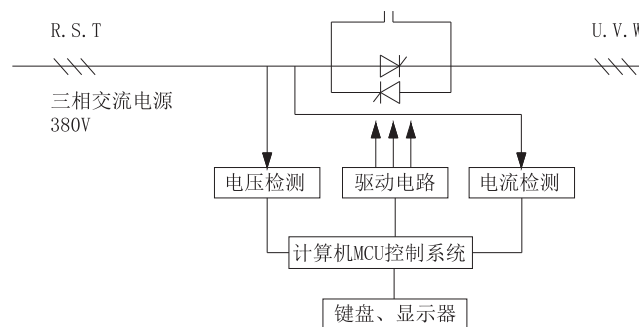 R.S.T
U.V.W
三相交流电源
380V
电压检测
驱动电路
电流检测
计算机MCU控制系统
键盘、显示器